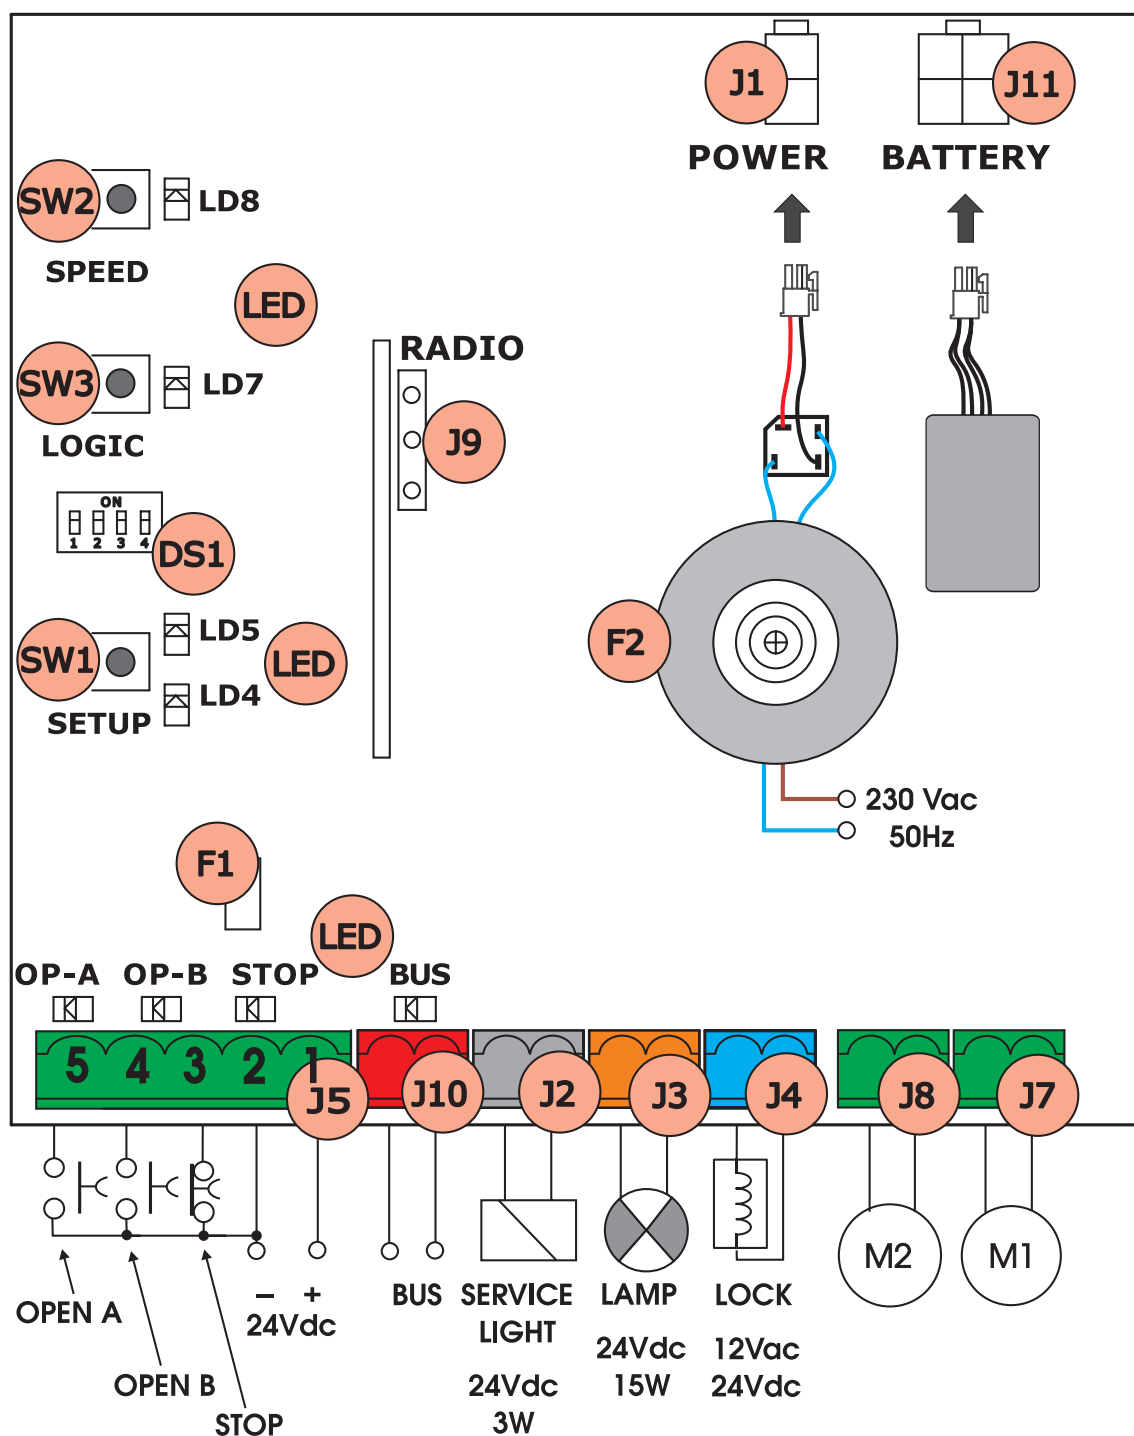 J1
J11
POWER
BATTERY
SW2
LD8
SPEED
LED
RADIO
SW3
LD7
LOGIC
J9
ON
1 2 3 4
DS1
LD5
SW1
LED
LD4
SETUP
F2
230 Vac
50Hz
F1
LED
OP-A
OP-B
STOP
BUS
5 4 3 2 1
J5
J10
J2
J3
J4
J8
J7
M2
M1
– +
24Vdc
OPEN A
OPEN B
STOP
BUS
SERVICE
LIGHT
24Vdc
3W
LAMP
24Vdc
15W
LOCK
12Vac
24Vdc